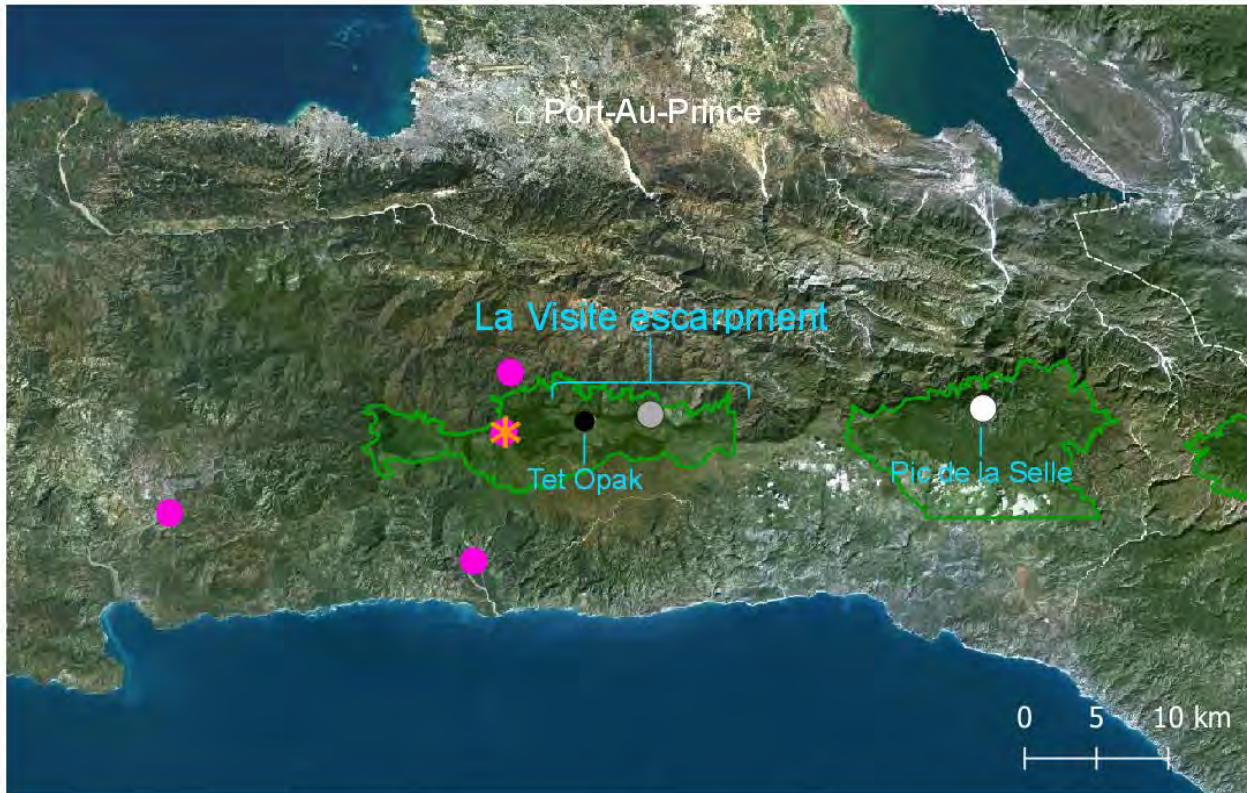 Port-Au-Prince
La Visite escarpment
Tet Opak
Pic de la Selle
0 5 10 km